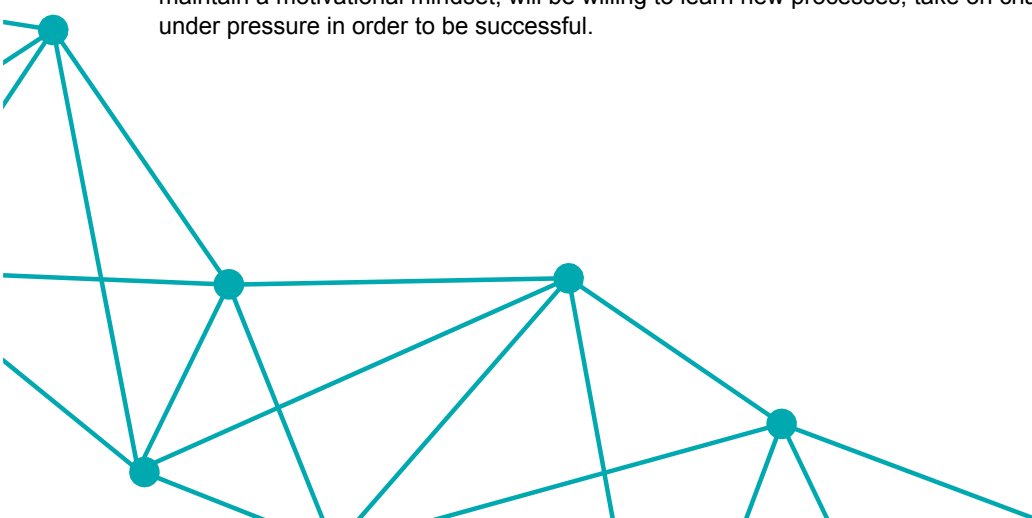 maintain a motivational mindset, will be willing to learn new processes, take on
under pressure in order to be successful.